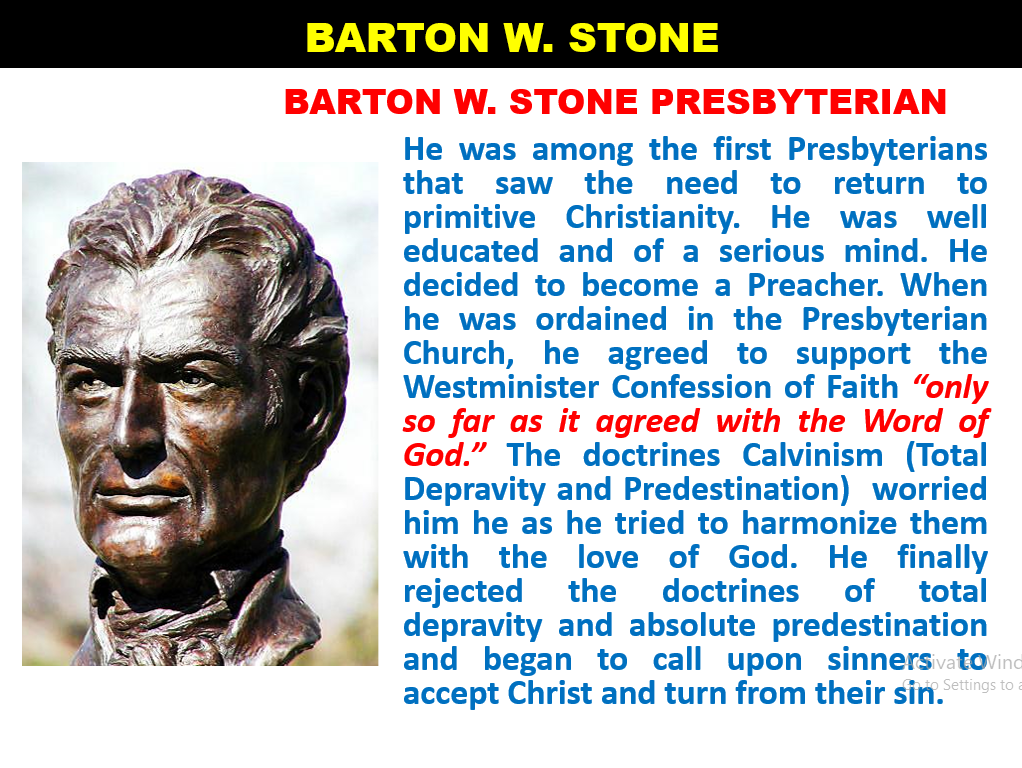 BARTON W. STONE
BARTON W. STONE PRESBYTERIAN
He was among the first Presbyterians
that saw the need to return to
primitive Christianity. He was well
educated and of a serious mind. He
decided to become a Preacher. When
he was ordained in the Presbyterian
Church, he agreed to support the
Westminister Confession of Faith “only
so far as it agreed with the Word of
God.” The doctrines Calvinism (Total
Depravity and Predestination)  worried
him he as he tried to harmonize them
with the love of God. He finally
rejected the doctrines of total
depravity and absolute predestination
and began to call upon sinners to
accept Christ and turn from their sin.
Activate Wind
Go to Settings to a